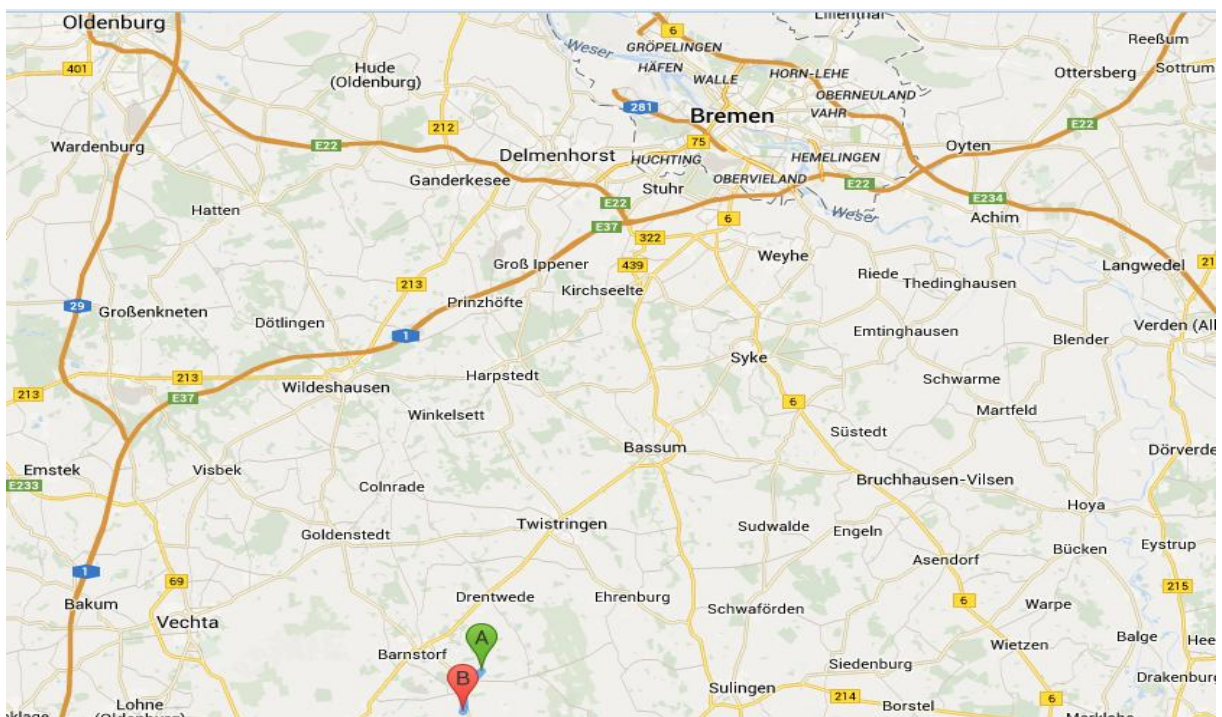 Oldenburg
6
Lilienthal
Reeßum
Weser
GRÖPELINGEN
401
Hude
(Oldenburg)
HÄFEN
WALLE
HORN-LEHE
Ottersberg
Sottrum
OBERNEULAND
281
Bremen
VAHR
212
E22
75
Wardenburg
E22
Delmenhorst
HUCHTING
HEMELINGEN
Oyten
Ganderkesee
OBERVIELAND
E22
Stuhr
Hatten
E22
E37
6
Weser
E234
Achim
322
Groß Ippener
439
Weyhe
Langwedel
213
Kirchseelte
Riede
Thedinghausen
29
Großenkneten
Prinzhöfte
Dötlingen
1
Emtinghausen
Blender
Verden (All
Syke
213
213
Wildeshausen
Harpstedt
Schwarme
E37
6
Winkelsett
Martfeld
Süstedt
Bassum
Dörverde
Emstek
Visbek
E233
Colnrade
Bruchhausen-Vilsen
Hoya
Goldenstedt
Twistringen
Sudwalde
Engeln
Bücken
Eystrup
Asendorf
1
69
215
Bakum
Drentwede
Ehrenburg
6
Vechta
Schwaförden
Warpe
Balge
Hee
Wietzen
A
Barnstorf
Siedenburg
B
Drakenburg
Sulingen
214
6
Lohne
(Oldenburg)
Borstel